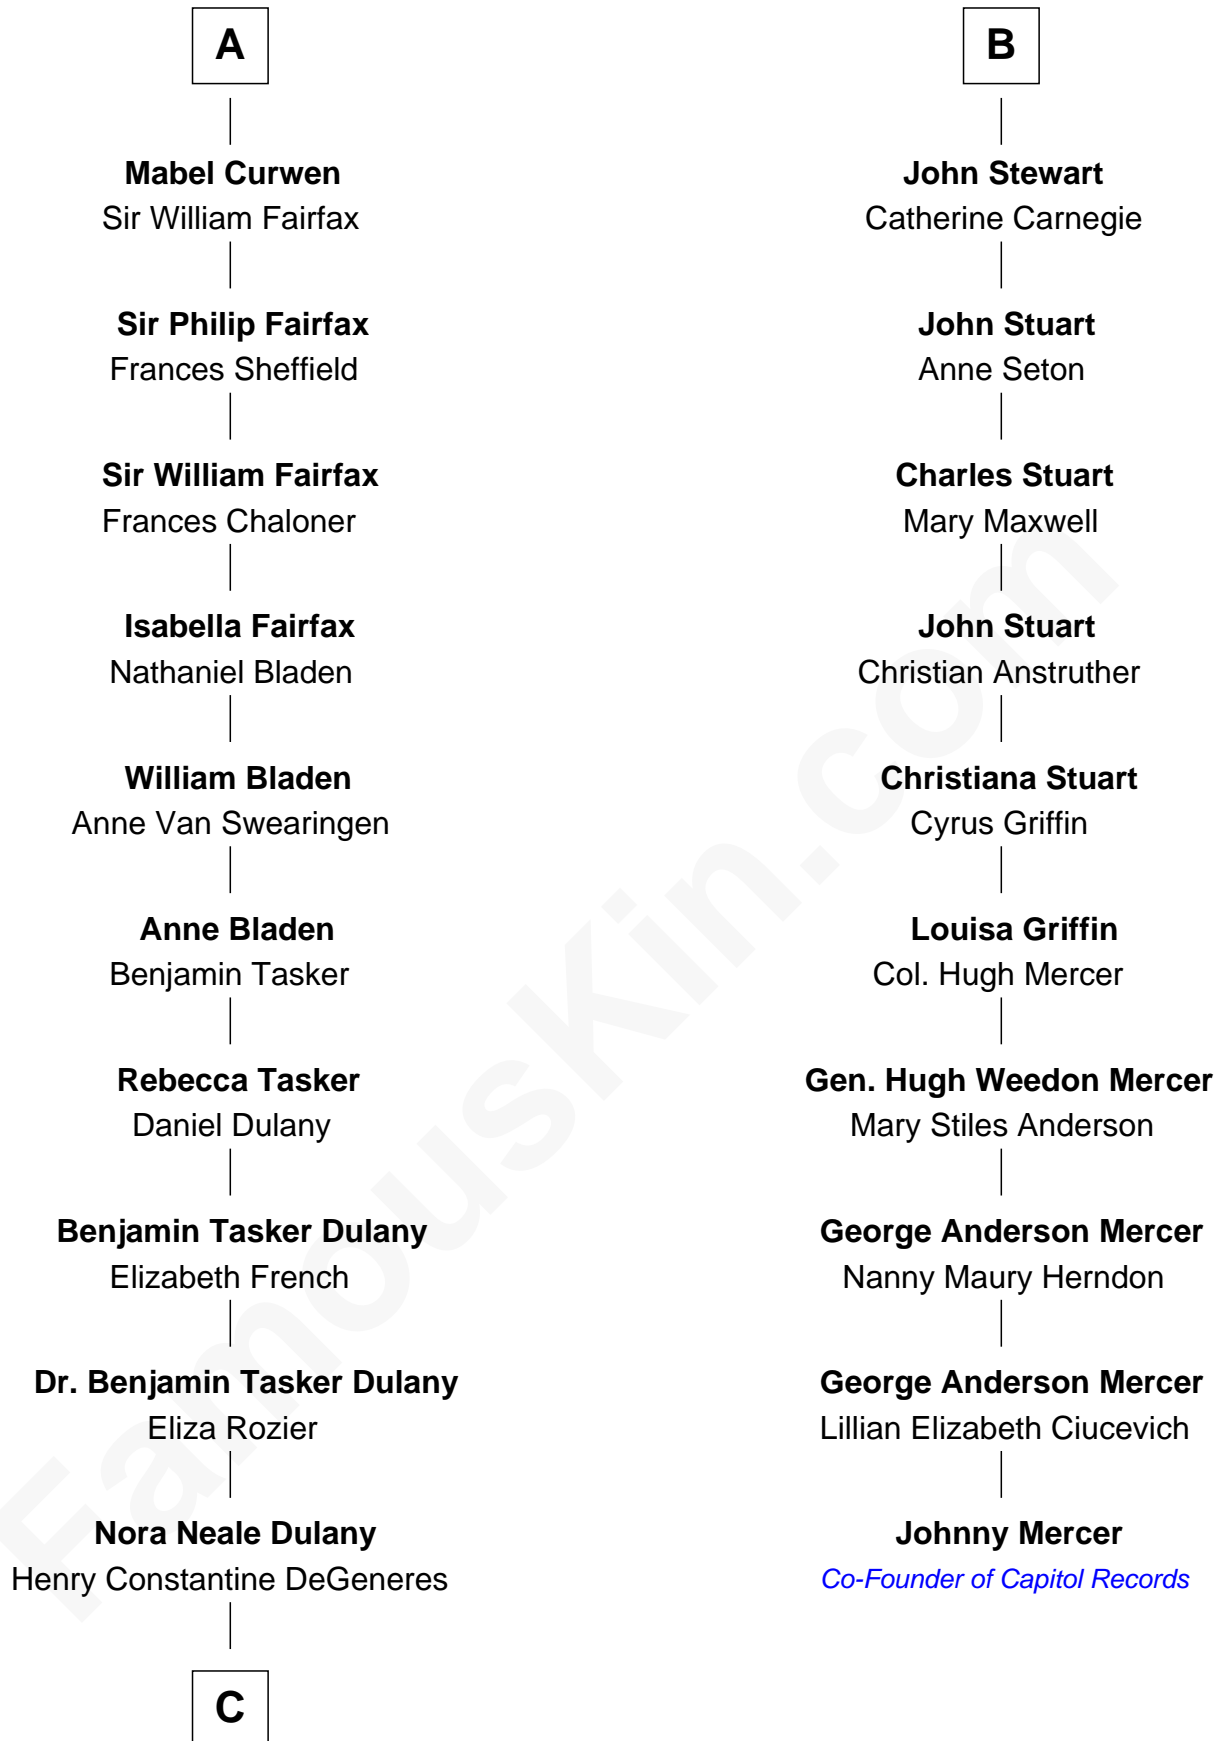 A
Mabel Curwen
Sir William Fairfax
Sir Philip Fairfax
Frances Sheffield
Sir William Fairfax
Frances Chaloner
Isabella Fairfax
Nathaniel Bladen
William Bladen
Anne Van Swearingen
Anne Bladen
Benjamin Tasker
Rebecca Tasker
Daniel Dulany
Benjamin Tasker Dulany
Elizabeth French
Dr. Benjamin Tasker Dulany
Eliza Rozier
Nora Neale Dulany
Henry Constantine DeGeneres
C
B
John Stewart
Catherine Carnegie
John Stuart
Anne Seton
Charles Stuart
Mary Maxwell
John Stuart
Christian Anstruther
Christiana Stuart
Cyrus Griffin
Louisa Griffin
Col. Hugh Mercer
Gen. Hugh Weedon Mercer
Mary Stiles Anderson
George Anderson Mercer
Nanny Maury Herndon
George Anderson Mercer
Lillian Elizabeth Ciucevich
Johnny Mercer
Co-Founder of Capitol Records
FamousKin.com